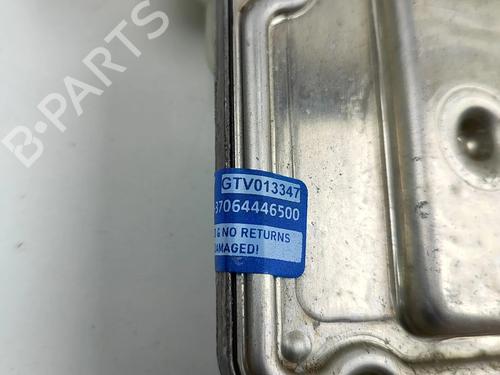 B-PARTS
GTV013347
37064446500
& NO RETURNS
DAMAGED!